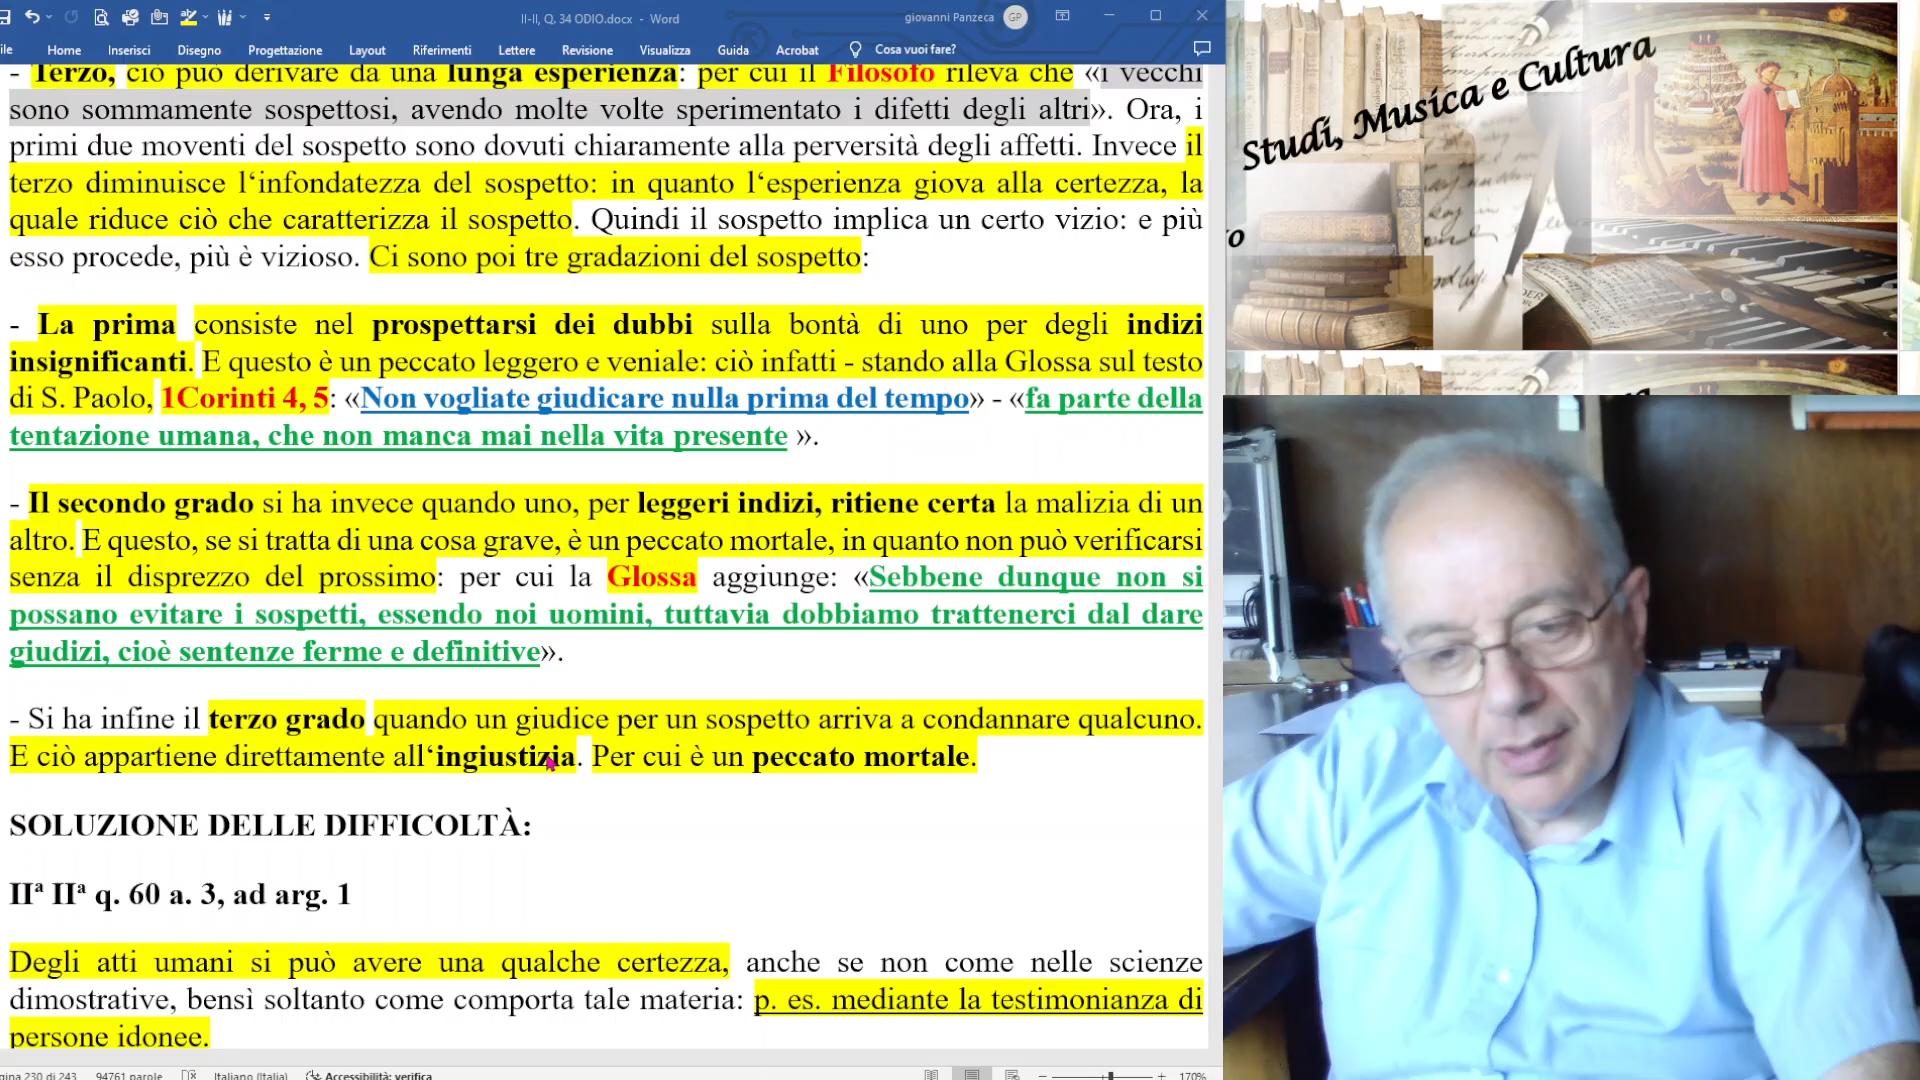 II-II, Q. 34 ODIO.docx - Word
giovanni Panzeca
GP
Home Inserisci Disegno Progettazione Layout Riferimenti Lettere Revisione Visualizza Guida Acrobat Cosa vuoi fare?
- Terzo, ciò può derivare da una lunga esperienza: per cui il Filosofo rileva che «i vecchi
sono sommamente sospettosi, avendo molte volte sperimentato i difetti degli altri». Ora, i
primi due moventi del sospetto sono dovuti chiaramente alla perversità degli affetti. Invece il
terzo diminuisce l‘infondatezza del sospetto: in quanto l‘esperienza giova alla certezza, la
quale riduce ciò che caratterizza il sospetto. Quindi il sospetto implica un certo vizio: e più
esso procede, più è vizioso. Ci sono poi tre gradazioni del sospetto:
- La prima consiste nel prospettarsi dei dubbi sulla bontà di uno per degli indizi
insignificanti. E questo è un peccato leggero e veniale: ciò infatti - stando alla Glossa sul testo
di S. Paolo, 1Corinti 4, 5: «Non vogliate giudicare nulla prima del tempo» - «fa parte della
tentazione umana, che non manca mai nella vita presente ».
- Il secondo grado si ha invece quando uno, per leggeri indizi, ritiene certa la malizia di un
altro. E questo, se si tratta di una cosa grave, è un peccato mortale, in quanto non può verificarsi
senza il disprezzo del prossimo: per cui la Glossa aggiunge: «Sebbene dunque non si
possano evitare i sospetti, essendo noi uomini, tuttavia dobbiamo trattenerci dal dare
giudizi, cioè sentenze ferme e definitive».
- Si ha infine il terzo grado quando un giudice per un sospetto arriva a condannare qualcuno.
E ciò appartiene direttamente all‘ingiustizia. Per cui è un peccato mortale.
SOLUZIONE DELLE DIFFICOLTÀ:
IIª IIª q. 60 a. 3, ad arg. 1
Degli atti umani si può avere una qualche certezza, anche se non come nelle scienze
dimostrative, bensì soltanto come comporta tale materia: p. es. mediante la testimonianza di
persone idonee.
230 di 243 94761 parole Italiano (Italia) Accessibilità: verifica 170%
Studi, Musica e Cultura